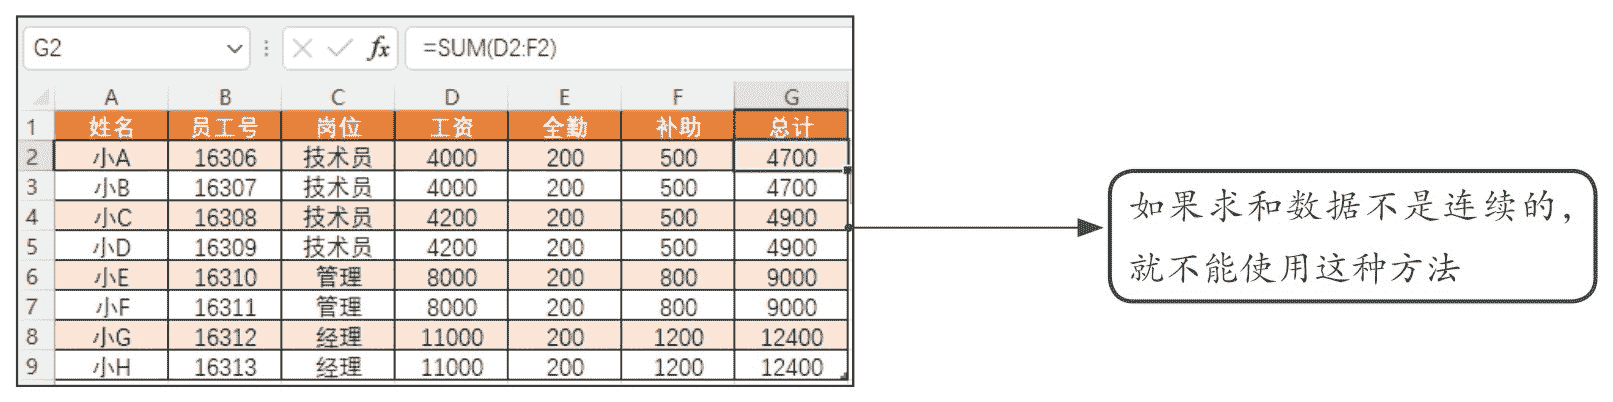 G2 fx =SUM(D2:F2)
A B C D E F G
1 姓名 员工号 岗位 工资 全勤 补助 总计
2 小A 16306 技术员 4000 200 500 4700
3 小B 16307 技术员 4000 200 500 4700
4 小C 16308 技术员 4200 200 500 4900
5 小D 16309 技术员 4200 200 500 4900
6 小E 16310 管理 8000 200 800 9000
7 小F 16311 管理 8000 200 800 9000
8 小G 16312 经理 11000 200 1200 12400
9 小H 16313 经理 11000 200 1200 12400
如果求和数据不是连续的，
就不能使用这种方法